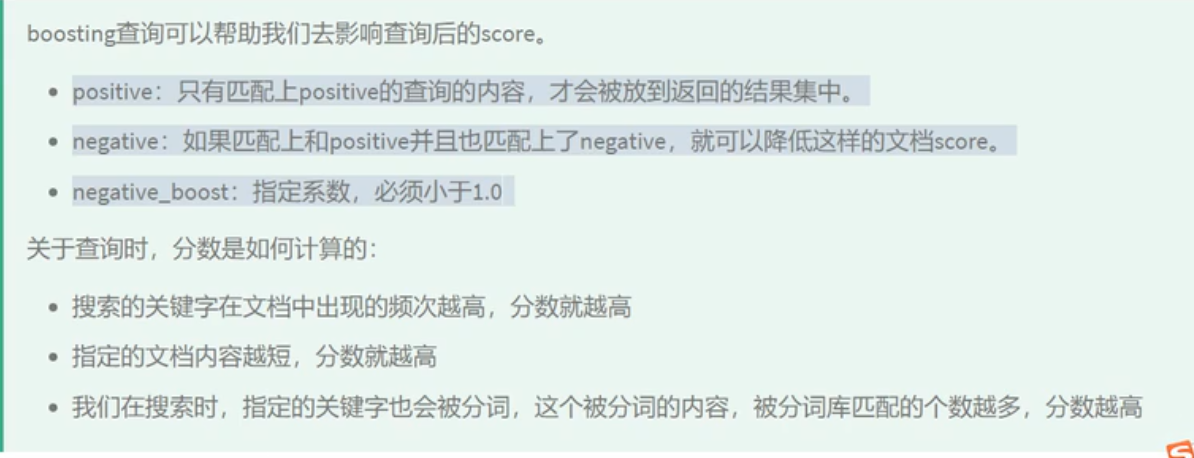 boosting查询可以帮助我们去影响查询后的score。
positive：只有匹配上positive的查询的内容，才会被放到返回的结果集中。
negative：如果匹配上和positive并且也匹配上了negative，就可以降低这样的文档score。
negative_boost：指定系数，必须小于1.0
关于查询时，分数是如何计算的：
搜索的关键字在文档中出现的频次越高，分数就越高
指定的文档内容越短，分数就越高
我们在搜索时，指定的关键字也会被分词，这个被分词的内容，被分词库匹配的个数越多，分数越高